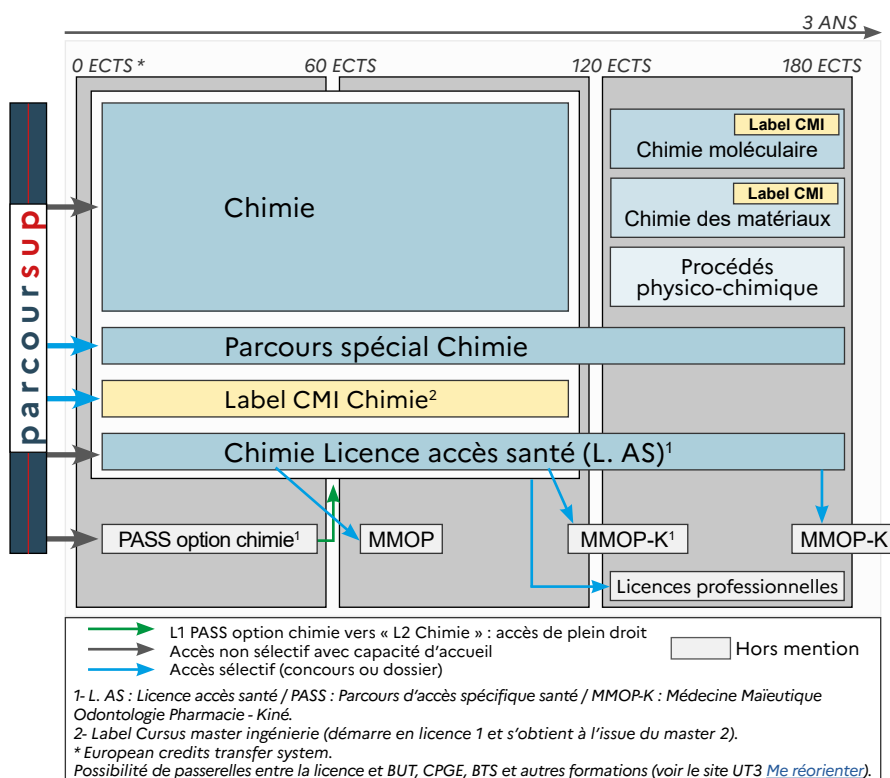 3 ANS
0 ECTS *
60 ECTS
120 ECTS
180 ECTS
parcoursup
Chimie
Label CMI
Chimie moléculaire
Label CMI
Chimie des matériaux
Procédés
physico-chimique
Parcours spécial Chimie
Label CMI Chimie²
Chimie Licence accès santé (L. AS)¹
PASS option chimie¹
MMOP
MMOP-K¹
MMOP-K
Licences professionnelles
L1 PASS option chimie vers « L2 Chimie » : accès de plein droit
Accès non sélectif avec capacité d'accueil
Accès sélectif (concours ou dossier)
Hors mention
1- L. AS : Licence accès santé / PASS : Parcours d'accès spécifique santé / MMOP-K : Médecine Maïeutique
Odontologie Pharmacie - Kiné.
2- Label Cursus master ingénierie (démarre en licence 1 et s'obtient à l'issue du master 2).
* European credits transfer system.
Possibilité de passerelles entre la licence et BUT, CPGE, BTS et autres formations (voir le site UT3 Me réorienter).